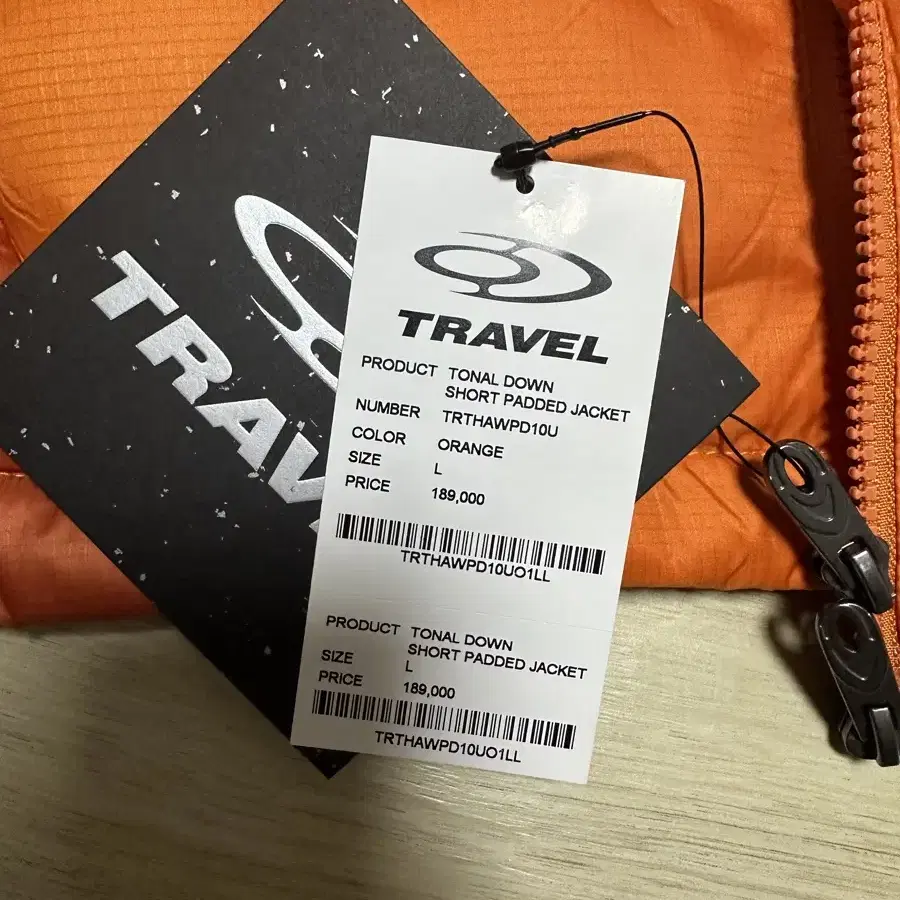 TRAV
TRAVEL
PRODUCT TONAL DOWN
SHORT PADDED JACKET
NUMBER TRTHAWPD10U
COLOR ORANGE
SIZE L
PRICE 189,000
TRTHAWPD10UO1LL
PRODUCT TONAL DOWN
SHORT PADDED JACKET
SIZE L
PRICE 189,000
TRTHAWPD10UO1LL